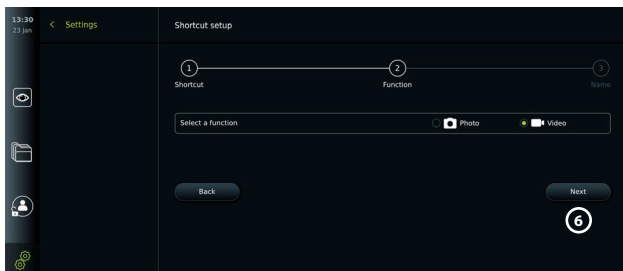 13:30
23 Jan
Settings
Shortcut setup
1
2
3
Shortcut
Function
Name
Select a function
Photo
Video
Back
Next
6